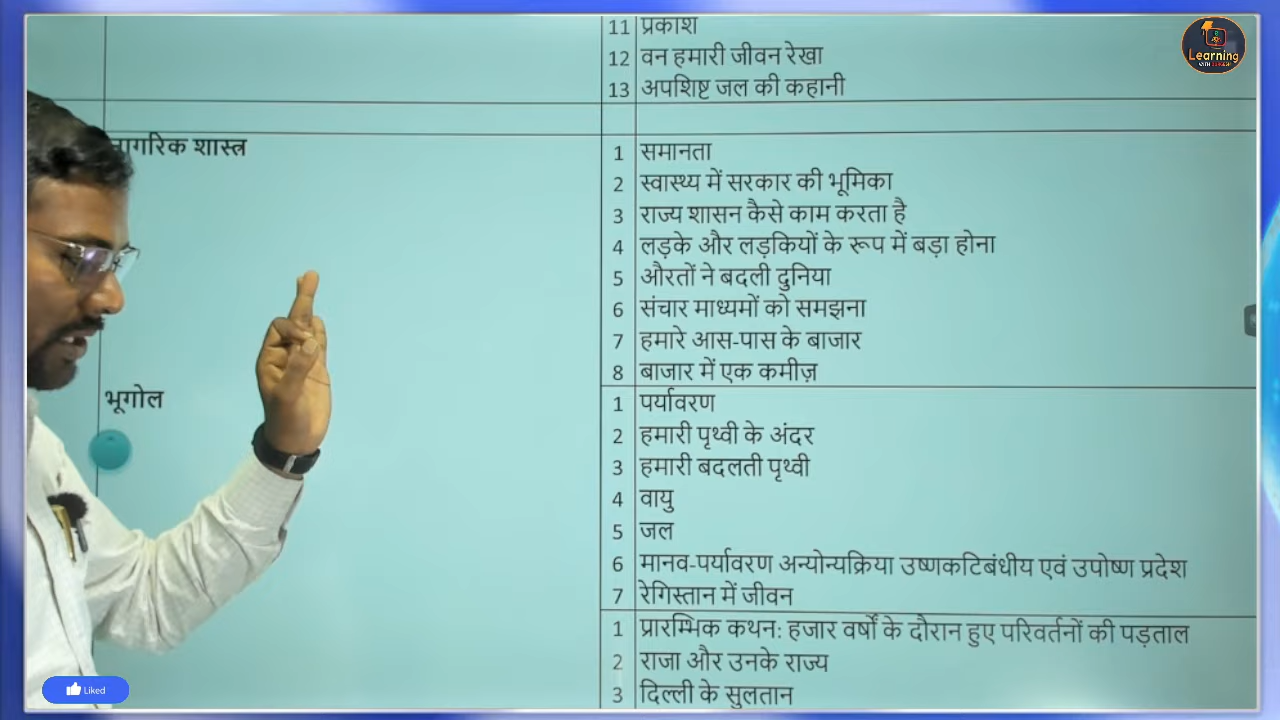 11 प्रकाश
12 वन हमारी जीवन रेखा
13 अपशिष्ट जल की कहानी
Learning
नागरिक शास्त्र
1 समानता
2 स्वास्थ्य में सरकार की भूमिका
3 राज्य शासन कैसे काम करता है
4 लड़के और लड़कियों के रूप में बड़ा होना
5 औरतों ने बदली दुनिया
6 संचार माध्यमों को समझना
7 हमारे आस-पास के बाजार
8 बाजार में एक कमीज़
भूगोल
1 पर्यावरण
2 हमारी पृथ्वी के अंदर
3 हमारी बदलती पृथ्वी
4 वायु
5 जल
6 मानव-पर्यावरण अन्योन्यक्रिया उष्णकटिबंधीय एवं उपोष्ण प्रदेश
7 रेगिस्तान में जीवन
1 प्रारम्भिक कथन: हजार वर्षों के दौरान हुए परिवर्तनों की पड़ताल
2 राजा और उनके राज्य
3 दिल्ली के सुलतान
Liked